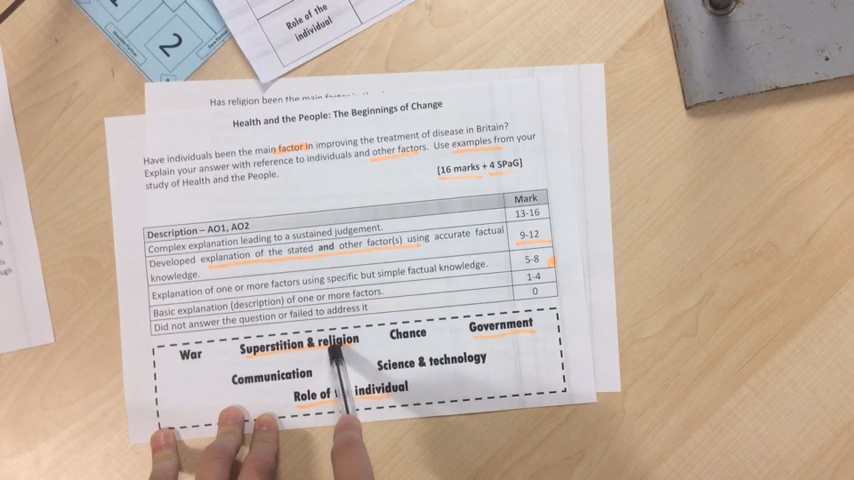 2
Role of the
individual
Has religion been the main
Health and the People: The Beginnings of Change
Have individuals been the main factor in improving the treatment of disease in Britain?
Explain your answer with reference to individuals and other factors. Use examples from your
study of Health and the People.
[16 marks + 4 SPaG]
Description – AO1, AO2 Mark
Complex explanation leading to a sustained judgement. 13-16
Developed explanation of the stated and other factor(s) using accurate factual
knowledge. 9-12
Explanation of one or more factors using specific but simple factual knowledge. 5-8
Basic explanation (description) of one or more factors. 1-4
Did not answer the question or failed to address it 0
War Superstition & religion Chance Government
Communication Science & technology
Role of individual